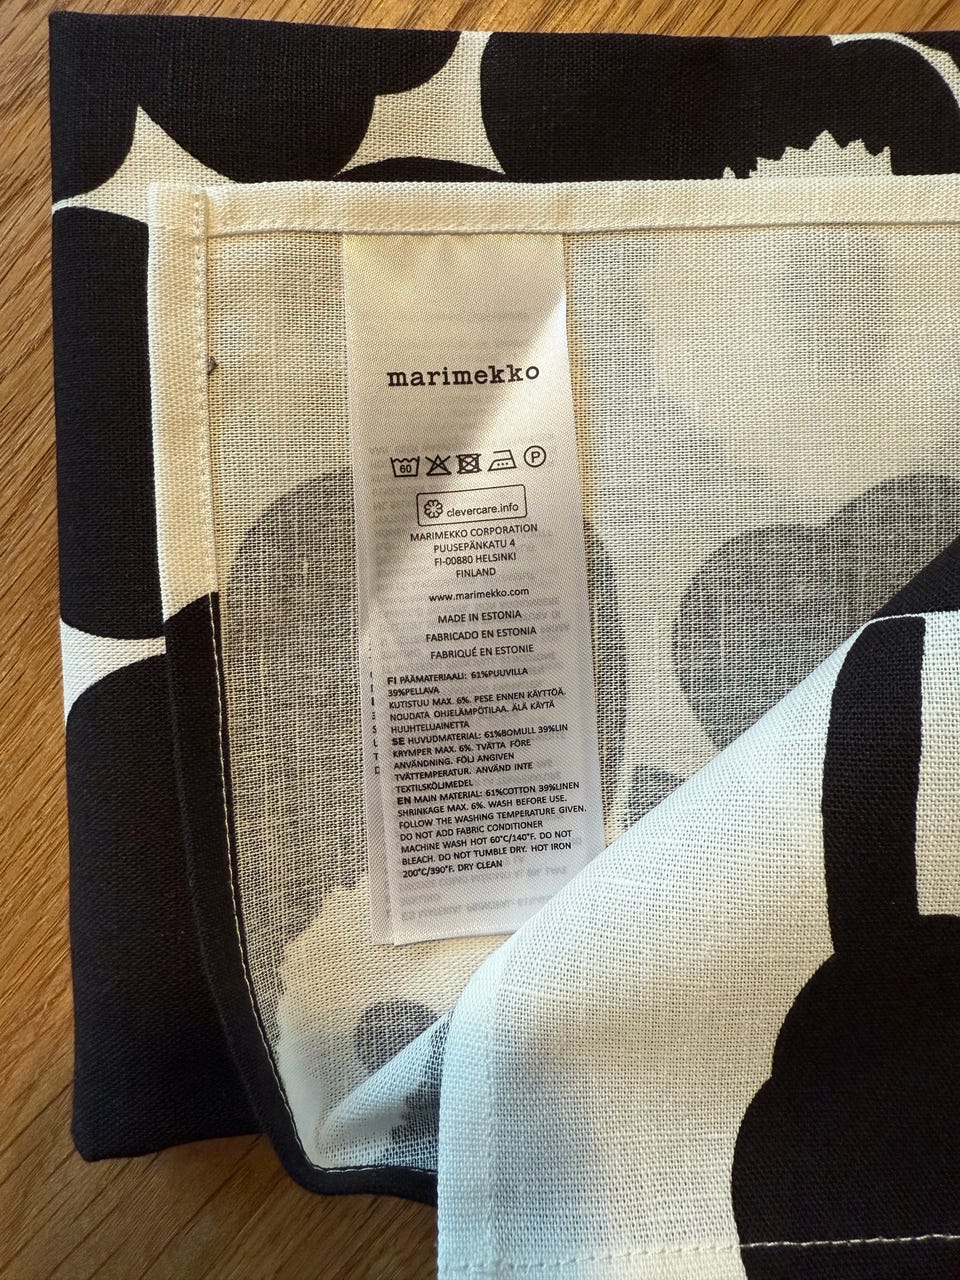 marimekko
60 P
clevercare.info
MARIMEKKO CORPORATION
PUUSEPÄNKATU 4
FI-00880 HELSINKI
FINLAND
www.marimekko.com
MADE IN ESTONIA
FABRICADO EN ESTONIA
FABRIQUÉ EN ESTONIE
FI PÄÄMATERIAALI: 61%PUUVILLA
39%PELLAVA
KUTISTUU MAX. 6%. PESE ENNEN KÄYTTÖÄ.
NOUDATA OHJELÄMPÖTILAA. ÄLÄ KÄYTÄ
HUUHTELUAINETTA
SE HUVUDMATERIAL: 61%BOMULL 39%LIN
KRYMPER MAX. 6%. TVÄTTA FÖRE
ANVÄNDNING. FÖLJ ANGIVEN
TVÄTTEMPERATUR. ANVÄND INTE
TEXTILSKÖLJMEDEL
EN MAIN MATERIAL: 61%COTTON 39%LINEN
SHRINKAGE MAX. 6%. WASH BEFORE USE.
FOLLOW THE WASHING TEMPERATURE GIVEN.
DO NOT ADD FABRIC CONDITIONER
MACHINE WASH HOT 60°C/140°F. DO NOT
BLEACH. DO NOT TUMBLE DRY. HOT IRON
200°C/390°F. DRY CLEAN